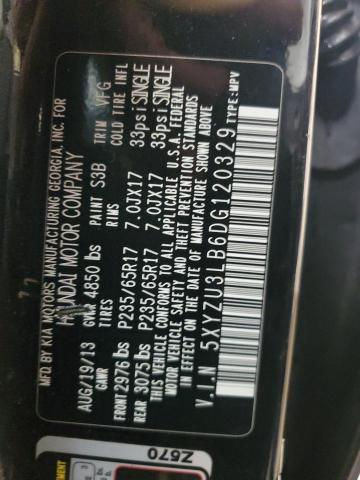 MFD. BY KIA MOTORS MANUFACTURING GEORGIA, INC. FOR
HYUNDAI MOTOR COMPANY
AUG/19/13 GVWR 4850 lbs PAINT S3B TRIM VFG
GAWR TIRES RIMS COLD TIRE INFL
FRONT 2976 lbs P235/65R17 7.0JX17 33psi SINGLE
REAR 3075 lbs P235/65R17 7.0JX17 33psi SINGLE
THIS VEHICLE CONFORMS TO ALL APPLICABLE U.S.A. FEDERAL
MOTOR VEHICLE SAFETY AND THEFT PREVENTION STANDARDS
IN EFFECT ON THE DATE OF MANUFACTURE SHOWN ABOVE
V.I.N 5XYZU3LB6DG120329 TYPE:MPV
Z670